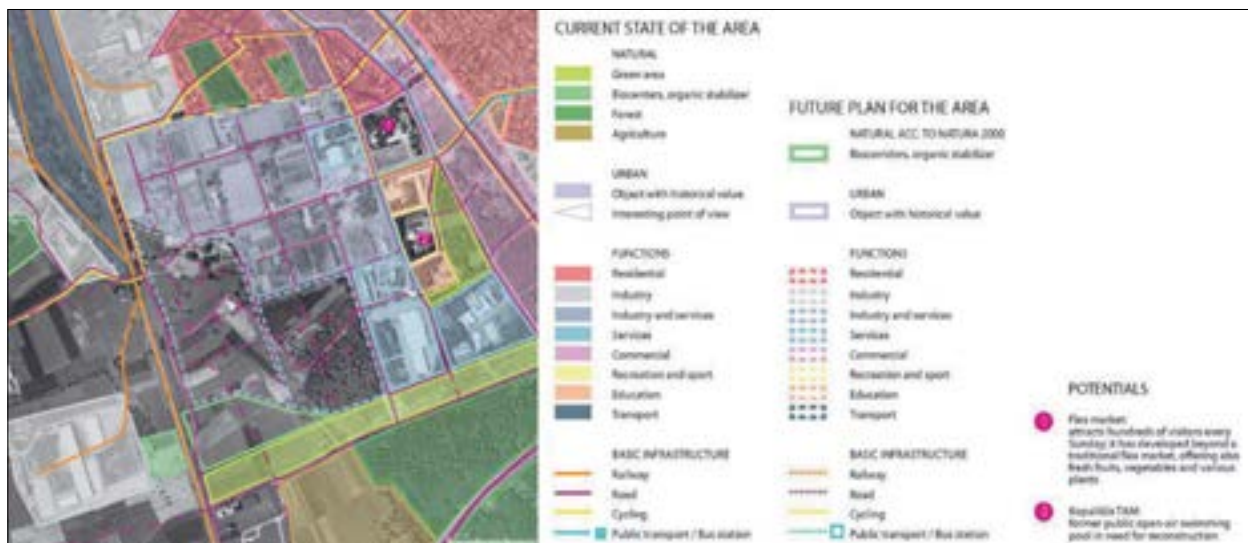 CURRENT STATE OF THE AREA
NATURAL
Green area
Biocentres, organic stabilizer
Forest
Agriculture
URBAN
Object with historical value
Interesting point of view
FUNCTIONS
Residential
Industry
Industry and services
Services
Commercial
Recreation and sport
Education
Transport
BASIC INFRASTRUCTURE
Railway
Road
Cycling
Public transport / Bus station
FUTURE PLAN FOR THE AREA
NATURAL ACC. TO NATURA 2000
Biocentres, organic stabilizer
URBAN
Object with historical value
FUNCTIONS
Residential
Industry
Industry and services
Services
Commercial
Recreation and sport
Education
Transport
BASIC INFRASTRUCTURE
Railway
Road
Cycling
Public transport / Bus station
POTENTIALS
1 Flea market:
attracts hundreds of visitors every
Sunday; it has developed beyond a
traditional flea market, offering also
fresh fruits, vegetables and various
plants
2 Kopališče TAM:
former public open-air swimming
pool in need for reconstruction